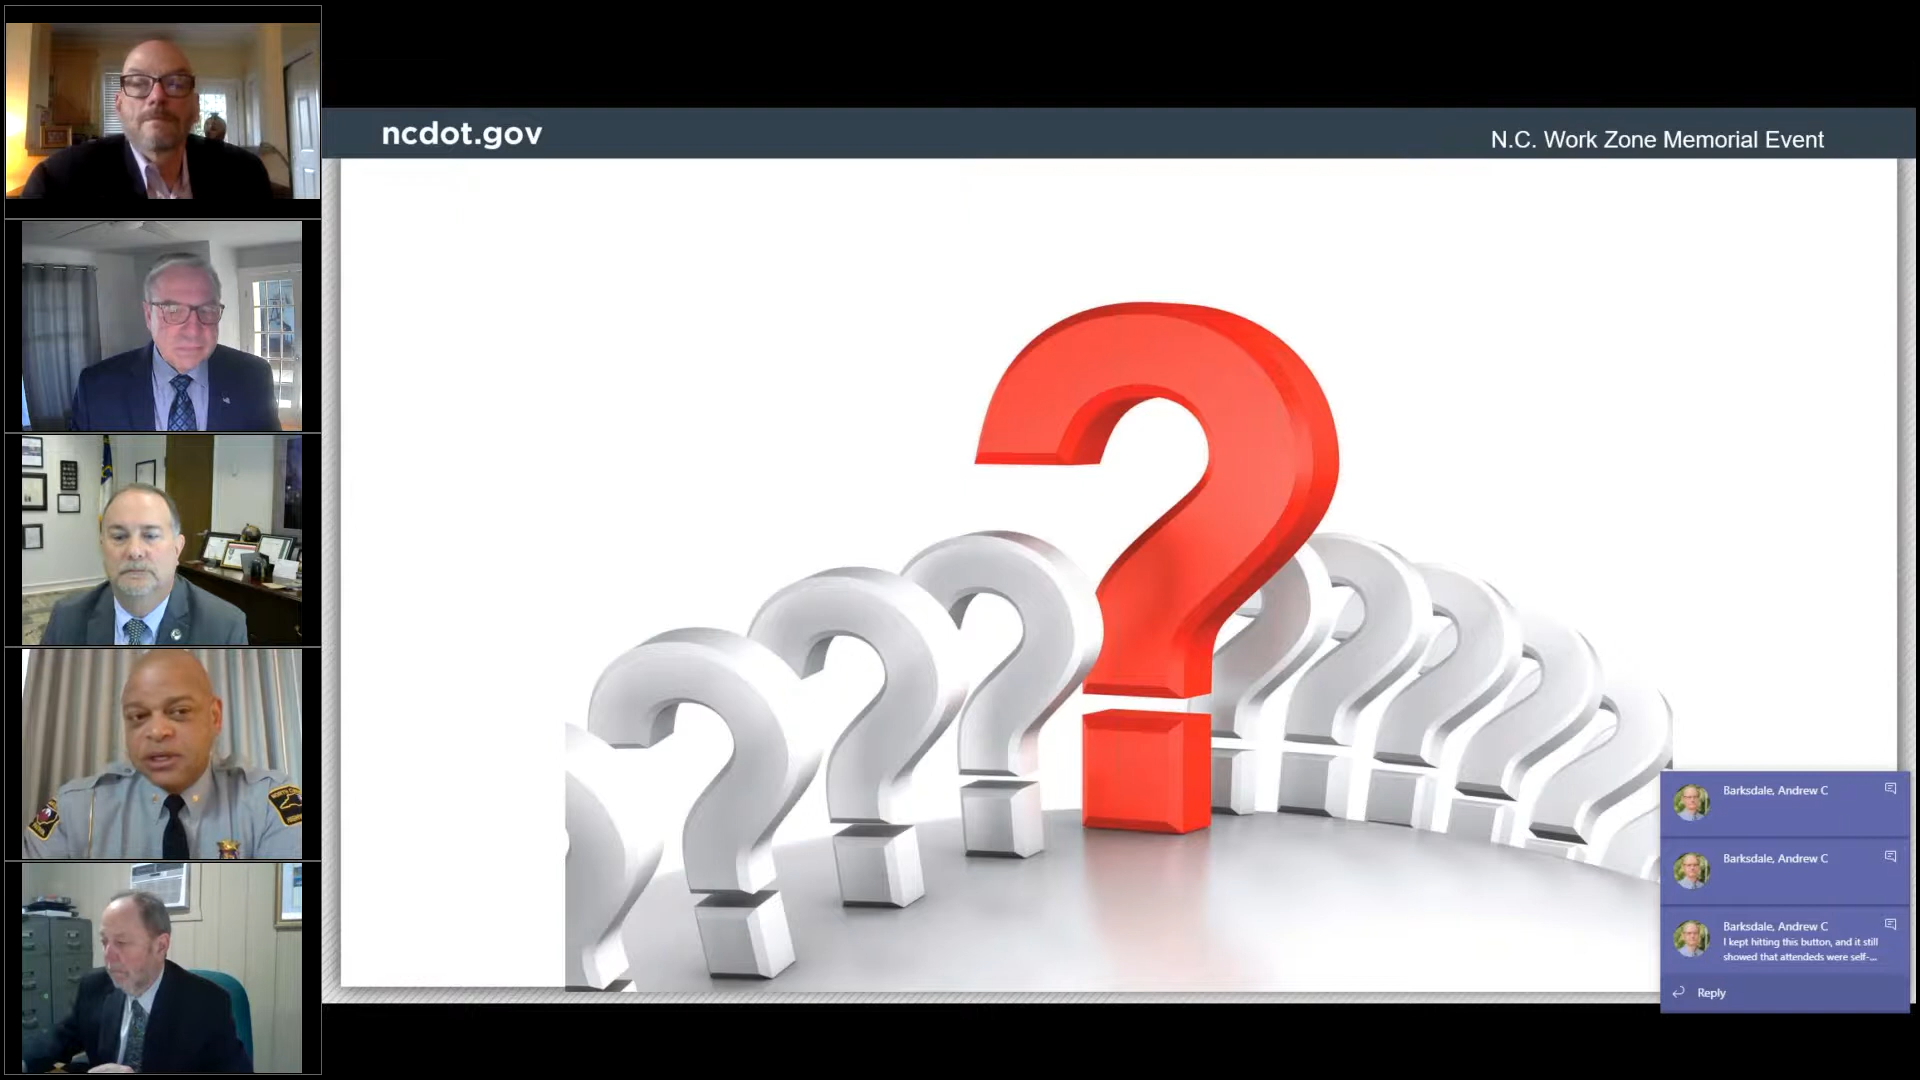 ncdot.gov
N.C. Work Zone Memorial Event
Barksdale, Andrew C
Barksdale, Andrew C
Barksdale, Andrew C
I kept hitting this button, and it still
showed that attendeds were self-...
Reply